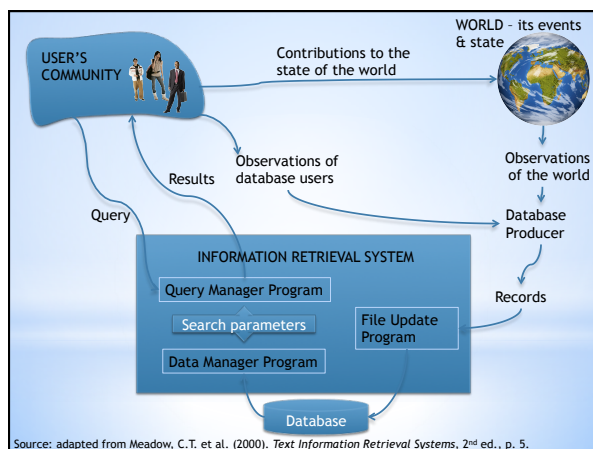 WORLD – its events
& state
USER'S
COMMUNITY
Contributions to the
state of the world
Observations of
database users
Observations
of the world
Results
Query
Database
Producer
INFORMATION RETRIEVAL SYSTEM
Records
Query Manager Program
Search parameters
File Update
Program
Data Manager Program
Database
Source: adapted from Meadow, C.T. et al. (2000). Text Information Retrieval Systems, 2nd ed., p. 5.